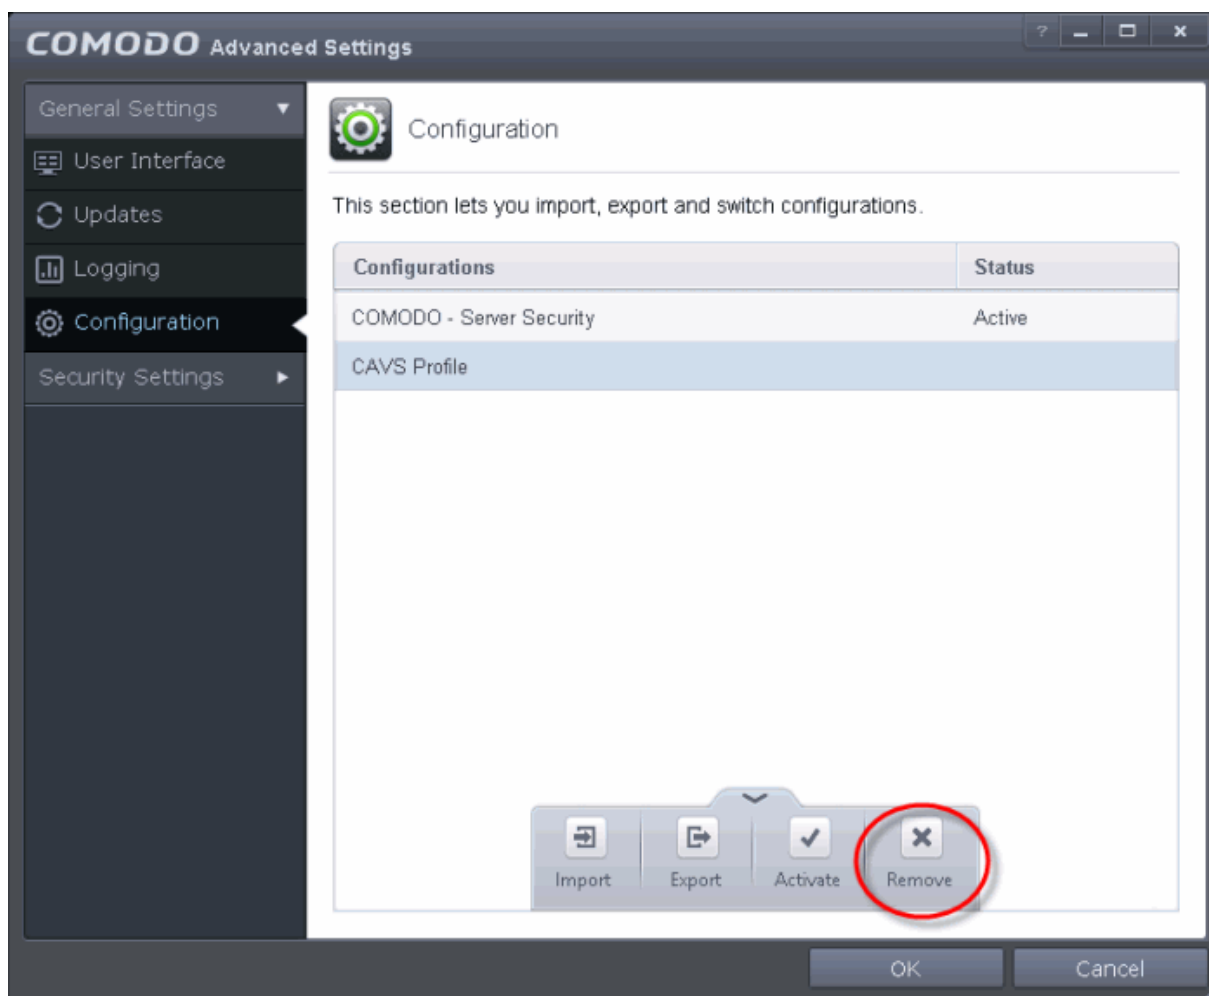 COMODO Advanced Settings
?
General Settings
User Interface
Updates
Logging
Configuration
Security Settings
Configuration
This section lets you import, export and switch configurations.
Configurations Status
COMODO - Server Security Active
CAVS Profile
Import Export Activate Remove
OK Cancel